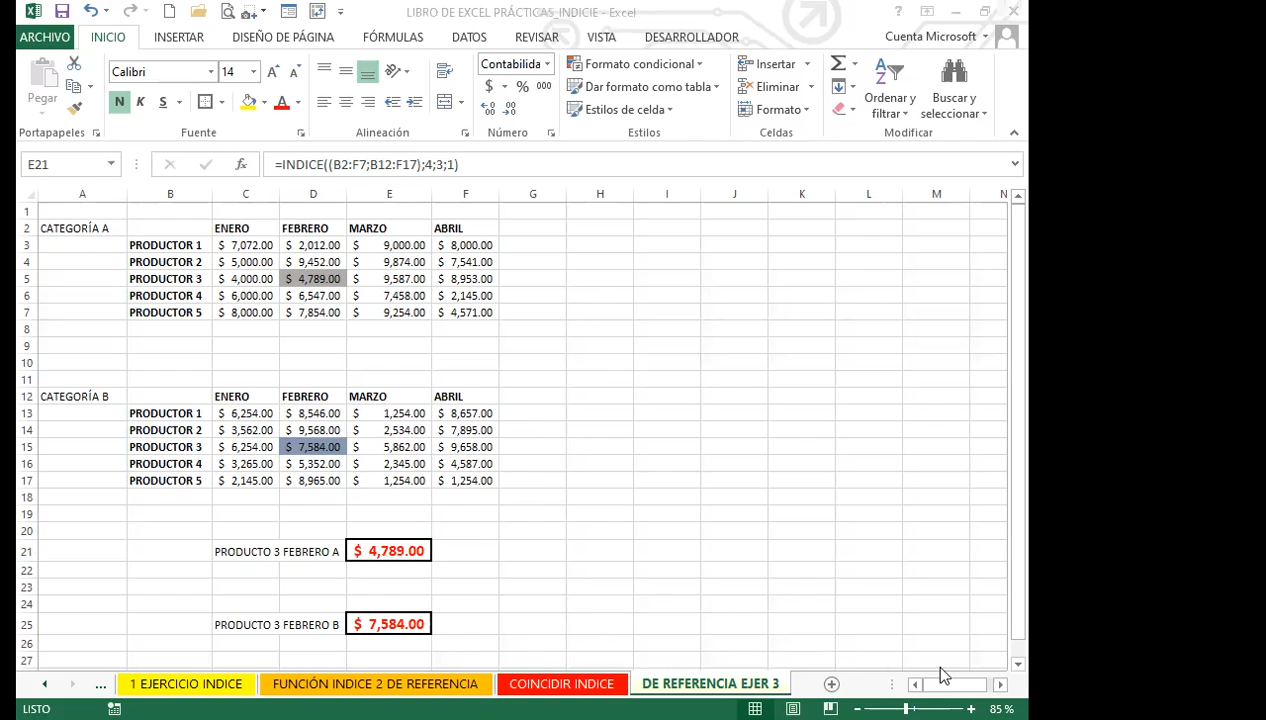 LIBRO DE EXCEL PRÁCTICAS_INDICIE - Excel
ARCHIVO INICIO INSERTAR DISEÑO DE PÁGINA FÓRMULAS DATOS REVISAR VISTA DESARROLLADOR Cuenta Microsoft
Pegar Calibri 14 Contabilida Formato condicional Insertar Ordenar y filtrar Buscar y seleccionar
N K S $ % 000 Dar formato como tabla Eliminar
Estilos de celda Formato
Portapapeles Fuente Alineación Número Estilos Celdas Modificar
E21 fx =INDICE((B2:F7;B12:F17);4;3;1)
A B C D E F G H I J K L M N
1
2 CATEGORÍA A ENERO FEBRERO MARZO ABRIL
3 PRODUCTOR 1 $ 7,072.00 $ 2,012.00 $ 9,000.00 $ 8,000.00
4 PRODUCTOR 2 $ 5,000.00 $ 9,452.00 $ 9,874.00 $ 7,541.00
5 PRODUCTOR 3 $ 4,000.00 $ 4,789.00 $ 9,587.00 $ 8,953.00
6 PRODUCTOR 4 $ 6,000.00 $ 6,547.00 $ 7,458.00 $ 2,145.00
7 PRODUCTOR 5 $ 8,000.00 $ 7,854.00 $ 9,254.00 $ 4,571.00
8
9
10
11
12 CATEGORÍA B ENERO FEBRERO MARZO ABRIL
13 PRODUCTOR 1 $ 6,254.00 $ 8,546.00 $ 1,254.00 $ 8,657.00
14 PRODUCTOR 2 $ 3,562.00 $ 9,568.00 $ 2,534.00 $ 7,895.00
15 PRODUCTOR 3 $ 6,254.00 $ 7,584.00 $ 5,862.00 $ 9,658.00
16 PRODUCTOR 4 $ 3,265.00 $ 5,352.00 $ 2,345.00 $ 4,587.00
17 PRODUCTOR 5 $ 2,145.00 $ 8,965.00 $ 1,254.00 $ 1,254.00
18
19
20
21 PRODUCTO 3 FEBRERO A $ 4,789.00
22
23
24
25 PRODUCTO 3 FEBRERO B $ 7,584.00
26
27
... 1 EJERCICIO INDICE FUNCIÓN INDICE 2 DE REFERENCIA COINCIDIR INDICE DE REFERENCIA EJER 3
LISTO 85 %